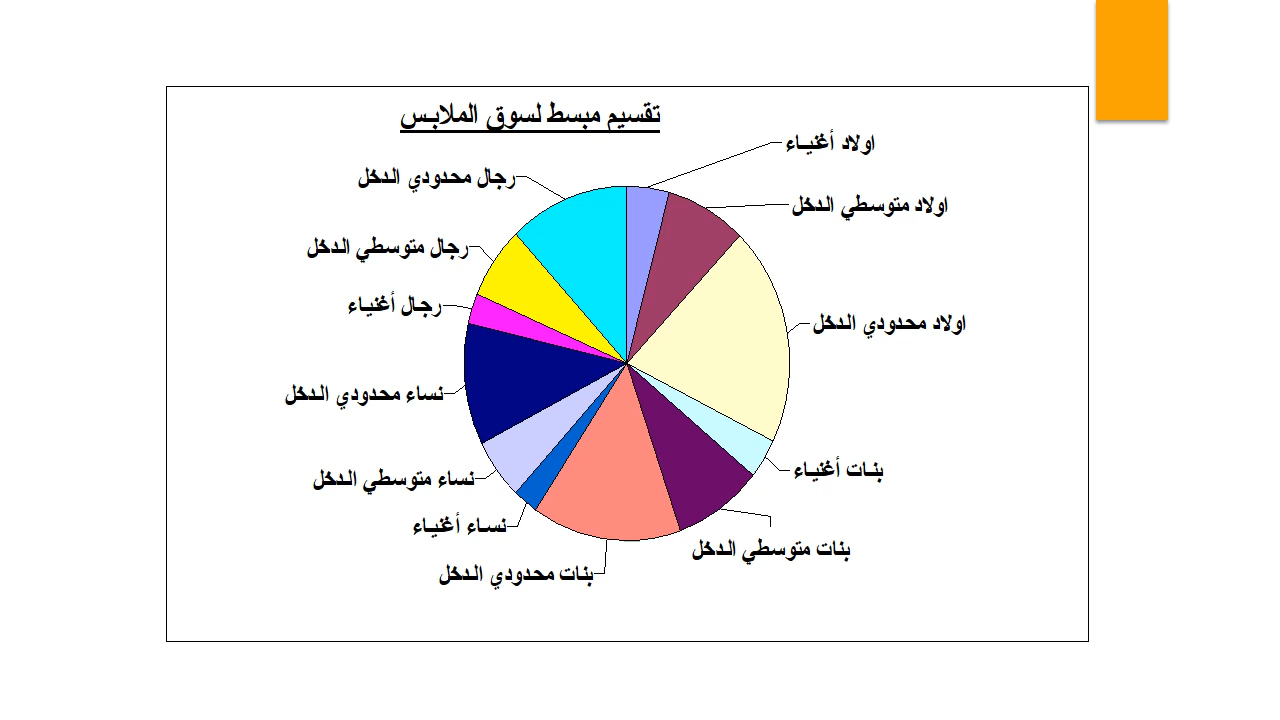 تقسيم مبسط لسوق الملابس
اولاد أغنياء
اولاد متوسطي الدخل
اولاد محدودي الدخل
بنات أغنياء
بنات متوسطي الدخل
بنات محدودي الدخل
نساء أغنياء
نساء متوسطي الدخل
نساء محدودي الدخل
رجال أغنياء
رجال متوسطي الدخل
رجال محدودي الدخل